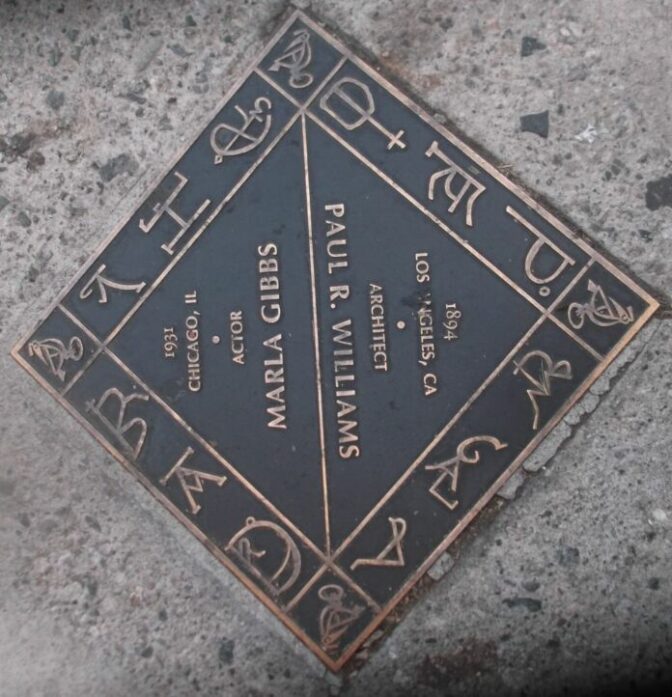 1894
LOS ANGELES, CA
•
ARCHITECT
PAUL R. WILLIAMS
1931
CHICAGO, IL
•
ACTOR
MARLA GIBBS